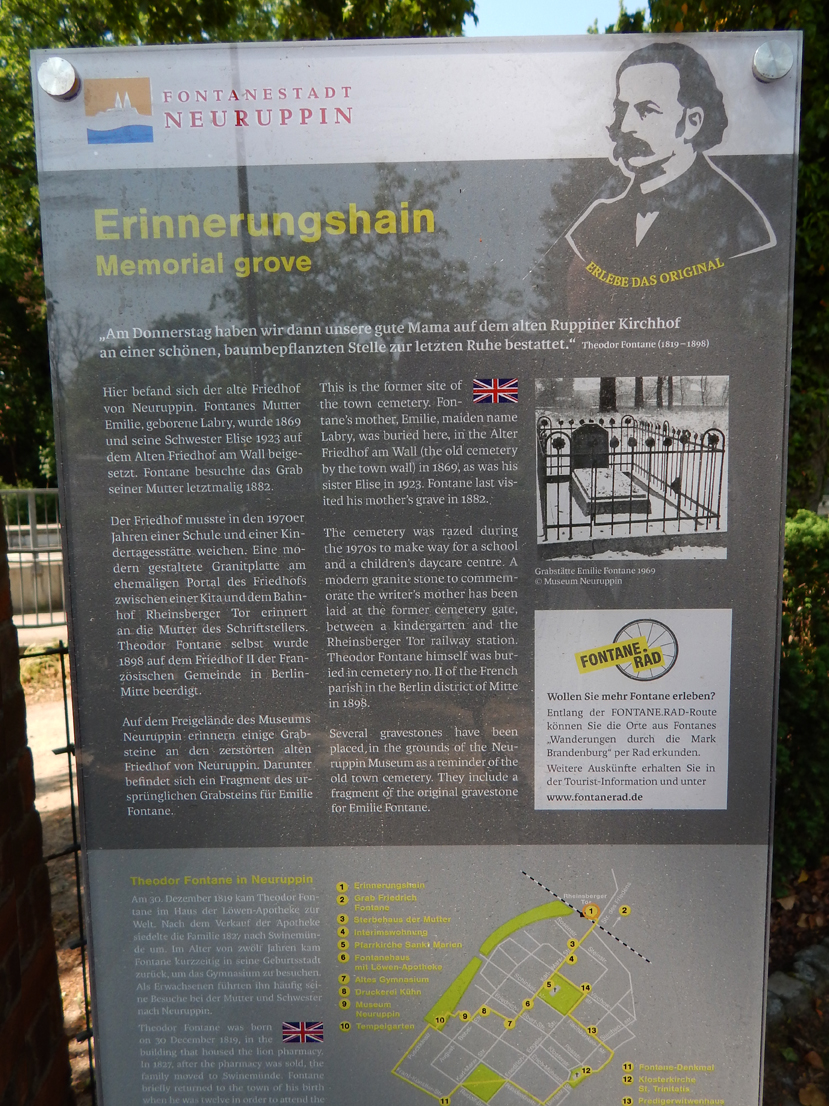 FONTANESTADT
NEURUPPIN
ERLEBE DAS ORIGINAL
Erinnerungshain
Memorial grove
„Am Donnerstag haben wir dann unsere gute Mama auf dem alten Ruppiner Kirchhof
an einer schönen, baumbepflanzten Stelle zur letzten Ruhe bestattet.“ Theodor Fontane (1819–1898)
Hier befand sich der alte Friedhof
von Neuruppin. Fontanes Mutter
Emilie, geborene Labry, wurde 1869
und seine Schwester Elise 1923 auf
dem Alten Friedhof am Wall beige-
setzt. Fontane besuchte das Grab
seiner Mutter letztmalig 1882.
Der Friedhof musste in den 1970er
Jahren einer Schule und einer Kin-
dertagesstätte weichen. Eine mo-
dern gestaltete Granitplatte am
ehemaligen Portal des Friedhofs
zwischen einer Kita und dem Bahn-
hof Rheinsberger Tor erinnert
an die Mutter des Schriftstellers.
Theodor Fontane selbst wurde
1898 auf dem Friedhof II der Fran-
zösischen Gemeinde in Berlin-
Mitte beerdigt.
Auf dem Freigelände des Museums
Neuruppin erinnern einige Grab-
steine an den zerstörten alten
Friedhof von Neuruppin. Darunter
befindet sich ein Fragment des ur-
sprünglichen Grabsteins für Emilie
Fontane.
This is the former site of
the town cemetery. Fon-
tane's mother, Emilie, maiden name
Labry, was buried here, in the Alter
Friedhof am Wall (the old cemetery
by the town wall) in 1869, as was his
sister Elise in 1923. Fontane last vis-
ited his mother's grave in 1882.
The cemetery was razed during
the 1970s to make way for a school
and a children's daycare centre. A
modern granite stone to commem-
orate the writer's mother has been
laid at the former cemetery gate,
between a kindergarten and the
Rheinsberger Tor railway station.
Theodor Fontane himself was bur-
ied in cemetery no. II of the French
parish in the Berlin district of Mitte
in 1898.
Several gravestones have been
placed in the grounds of the Neu-
ruppin Museum as a reminder of the
old town cemetery. They include a
fragment of the original gravestone
for Emilie Fontane.
Grabstätte Emilie Fontane 1969
© Museum Neuruppin
FONTANE.RAD
Wollen Sie mehr Fontane erleben?
Entlang der FONTANE.RAD-Route
können Sie die Orte aus Fontanes
„Wanderungen durch die Mark
Brandenburg“ per Rad erkunden.
Weitere Auskünfte erhalten Sie in
der Tourist-Information und unter
www.fontanerad.de
Theodor Fontane in Neuruppin
Am 30. Dezember 1819 kam Theodor Fon-
tane im Haus der Löwen-Apotheke zur
Welt. Nach dem Verkauf der Apotheke
siedelte die Familie 1827 nach Swinemün-
de um. Im Alter von zwölf Jahren kam
Fontane kurzzeitig in seine Geburtsstadt
zurück, um das Gymnasium zu besuchen.
Als Erwachsenen führten ihn häufig sei-
ne Besuche bei der Mutter und Schwester
nach Neuruppin.
Theodor Fontane was born
on 30 December 1819, in the
building that housed the lion pharmacy.
In 1827, after the pharmacy was sold, the
family moved to Swinemünde. Fontane
briefly returned to the town of his birth
when he was twelve in order to attend the
1 Erinnerungshain
2 Grab Friedrich
Fontane
3 Sterbehaus der Mutter
4 Interimswohnung
5 Pfarrkirche Sankt Marien
6 Fontanehaus
mit Löwen-Apotheke
7 Altes Gymnasium
8 Druckerei Kühn
9 Museum
Neuruppin
10 Tempelgarten
Rheinsberger
Tor
1
2
3
4
5
14
6
7
8
9
10
13
12
11
11 Fontane-Denkmal
12 Klosterkirche
St. Trinitatis
13 Predigerwitwenhaus